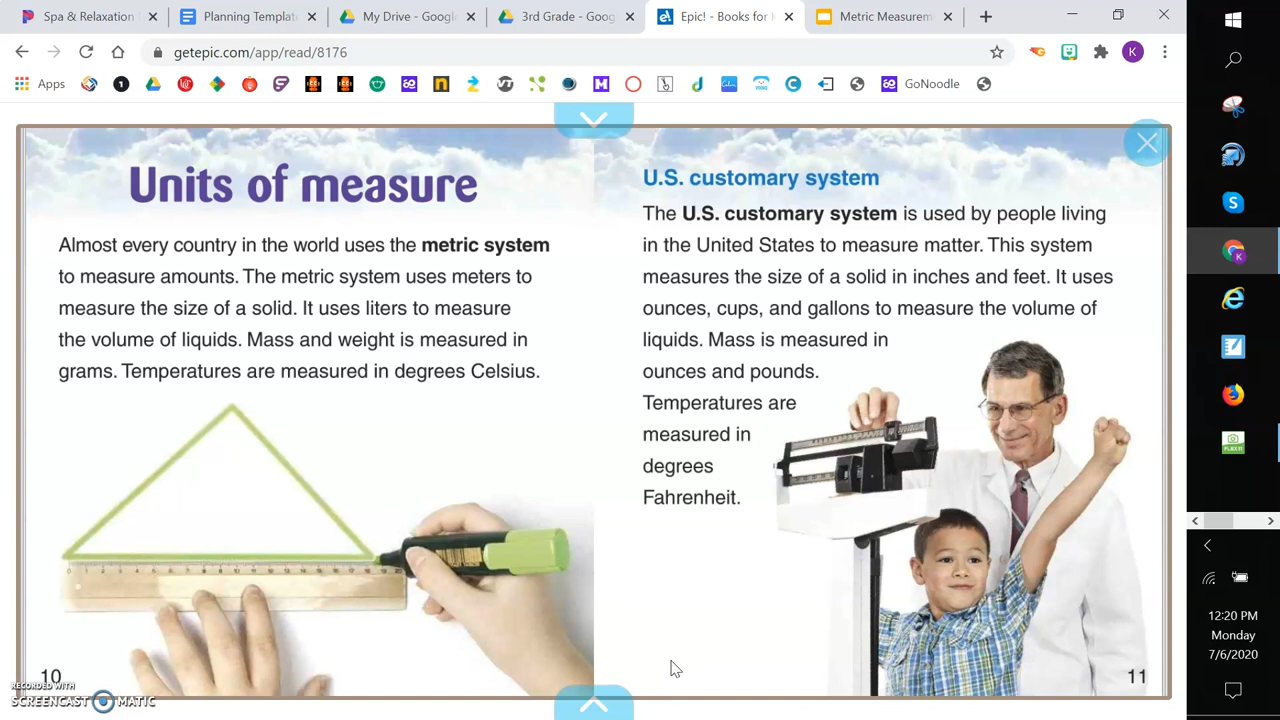 Spa & Relaxation
Planning Templat
My Drive - Google
3rd Grade - Goog
Epic! - Books for
Metric Measurem
getepic.com/app/read/8176
K
Apps
GoNoodle
Units of measure
Almost every country in the world uses the metric system
to measure amounts. The metric system uses meters to
measure the size of a solid. It uses liters to measure
the volume of liquids. Mass and weight is measured in
grams. Temperatures are measured in degrees Celsius.
10
U.S. customary system
The U.S. customary system is used by people living
in the United States to measure matter. This system
measures the size of a solid in inches and feet. It uses
ounces, cups, and gallons to measure the volume of
liquids. Mass is measured in
ounces and pounds.
Temperatures are
measured in
degrees
Fahrenheit.
11
RECORDED WITH
SCREENCAST MATIC
12:20 PM
Monday
7/6/2020